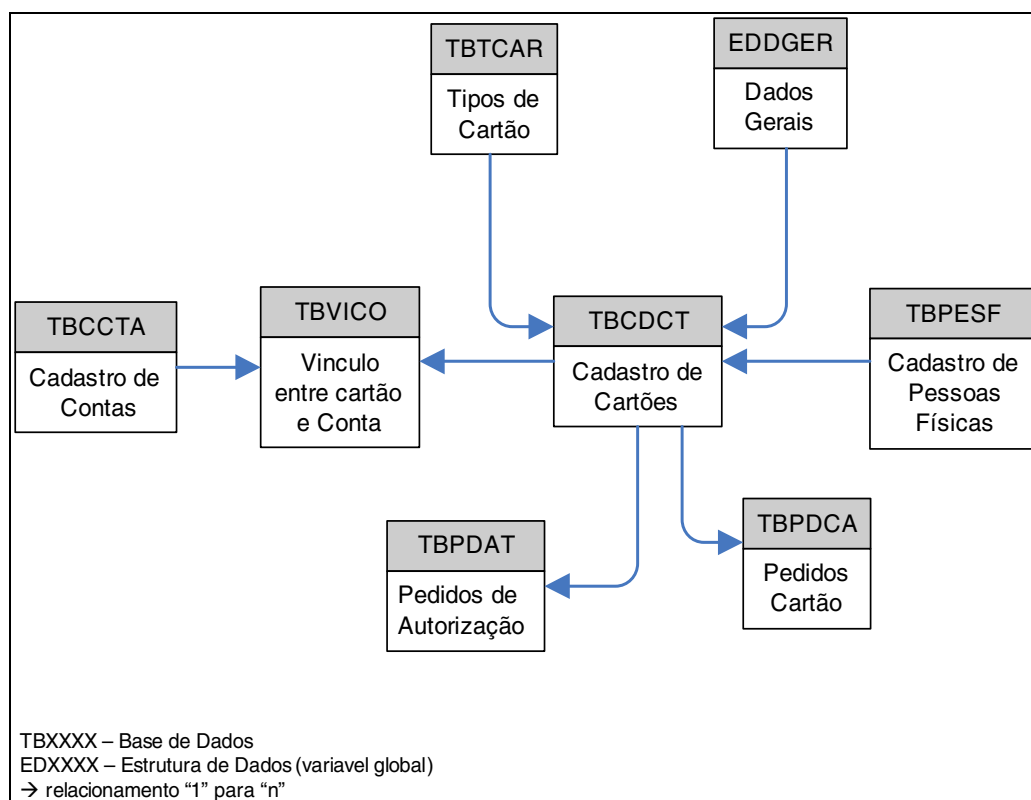 TBTCAR
Tipos de
Cartão
EDDGER
Dados
Gerais
TBCCTA
Cadastro de
Contas
TBVICO
Vinculo
entre cartão
e Conta
TBCDCT
Cadastro de
Cartões
TBPESF
Cadastro de
Pessoas
Físicas
TBPDAT
Pedidos de
Autorização
TBPDCA
Pedidos
Cartão
TBXXXX – Base de Dados
EDXXXX – Estrutura de Dados (variavel global)
→ relacionamento “1” para “n”